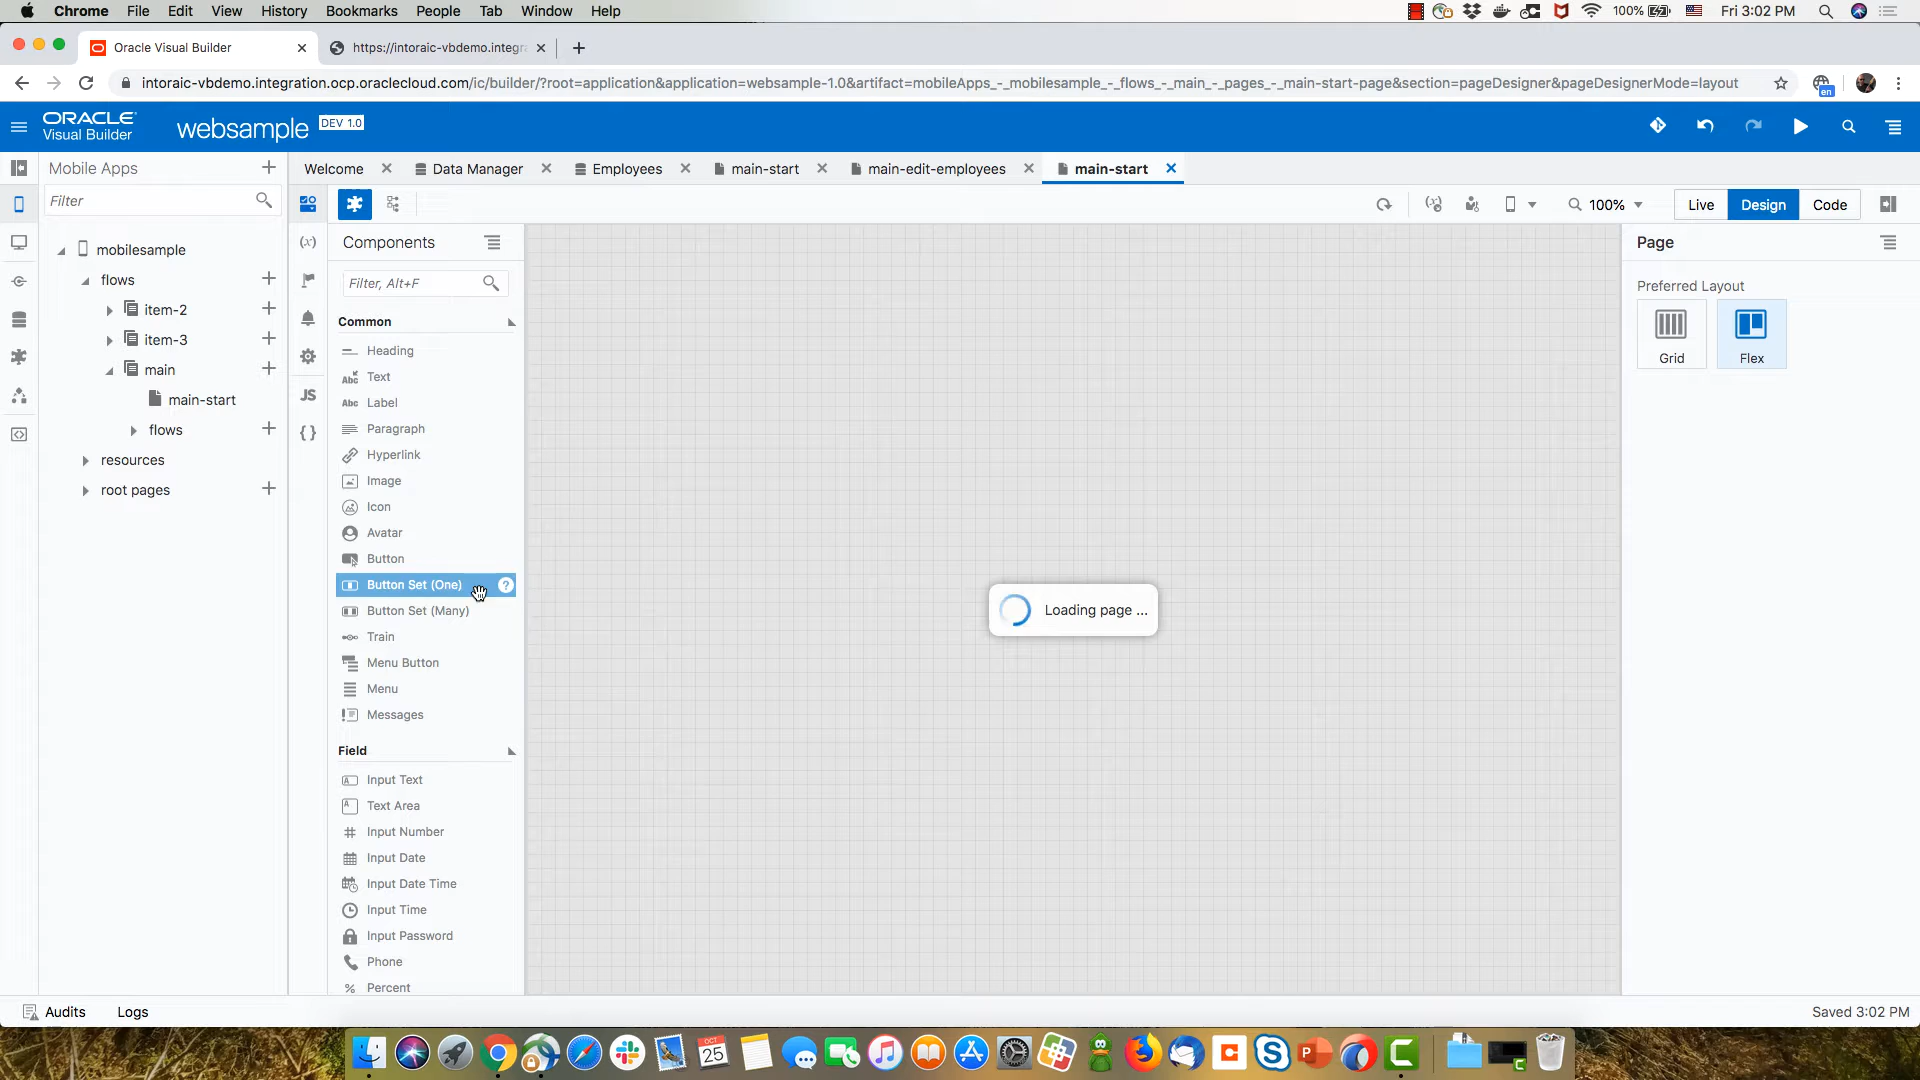 Chrome File Edit View History Bookmarks People Tab Window Help
100% Fri 3:02 PM
Oracle Visual Builder
https://intoraic-vbdemo.integr
intoraic-vbdemo.integration.ocp.oraclecloud.com/ic/builder/?root=application&application=websample-1.0&artifact=mobileApps_-_mobilesample_-_flows_-_main_-_pages_-_main-start-page&section=pageDesigner&pageDesignerMode=layout
en
ORACLE
Visual Builder
websample
DEV 1.0
Mobile Apps
Welcome
Data Manager
Employees
main-start
main-edit-employees
main-start
Filter
100%
Live
Design
Code
mobilesample
flows
item-2
item-3
main
main-start
flows
resources
root pages
(x)
JS
{ }
Components
Filter, Alt+F
Common
Heading
Abc Text
Abc Label
Paragraph
Hyperlink
Image
Icon
Avatar
Button
Button Set (One) ?
Button Set (Many)
Train
Menu Button
Menu
Messages
Field
Input Text
Text Area
# Input Number
Input Date
Input Date Time
Input Time
Input Password
Phone
% Percent
Loading page ...
Page
Preferred Layout
Grid
Flex
Audits
Logs
Saved 3:02 PM
OCT
25